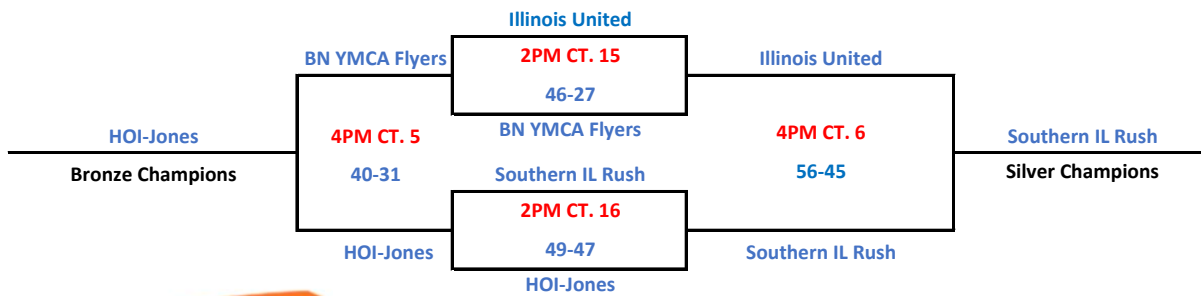 Illinois United
BN YMCA Flyers 2PM CT. 15 Illinois United
46-27
HOI-Jones 4PM CT. 5 BN YMCA Flyers 4PM CT. 6 Southern IL Rush
Bronze Champions 40-31 Southern IL Rush 56-45 Silver Champions
2PM CT. 16
HOI-Jones 49-47 Southern IL Rush
HOI-Jones